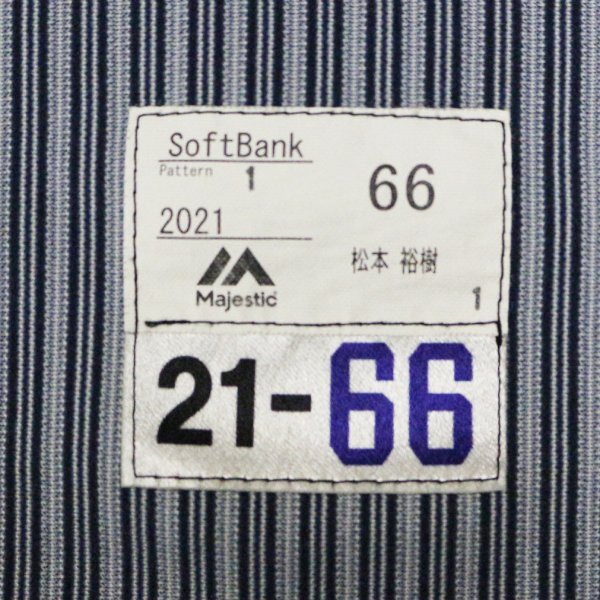 SoftBank
Pattern 1
66
2021
松本 裕樹
Majestic
1
21-66